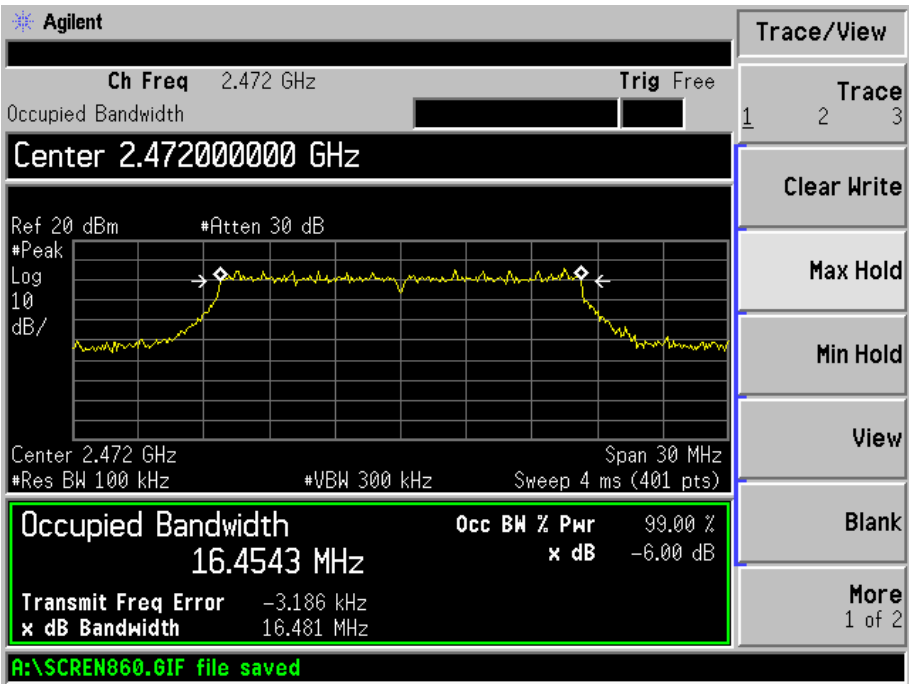 Agilent
Trace/View
Ch Freq 2.472 GHz Trig Free
Occupied Bandwidth
Trace
1 2 3
Center 2.472000000 GHz
Clear Write
Ref 20 dBm #Atten 30 dB
#Peak
Log
10
dB/
Max Hold
Min Hold
View
Center 2.472 GHz Span 30 MHz
#Res BW 100 kHz #VBW 300 kHz Sweep 4 ms (401 pts)
Occupied Bandwidth Occ BW % Pwr 99.00 %
16.4543 MHz x dB -6.00 dB
Blank
Transmit Freq Error -3.186 kHz
x dB Bandwidth 16.481 MHz
More
1 of 2
A:\SCREN860.GIF file saved